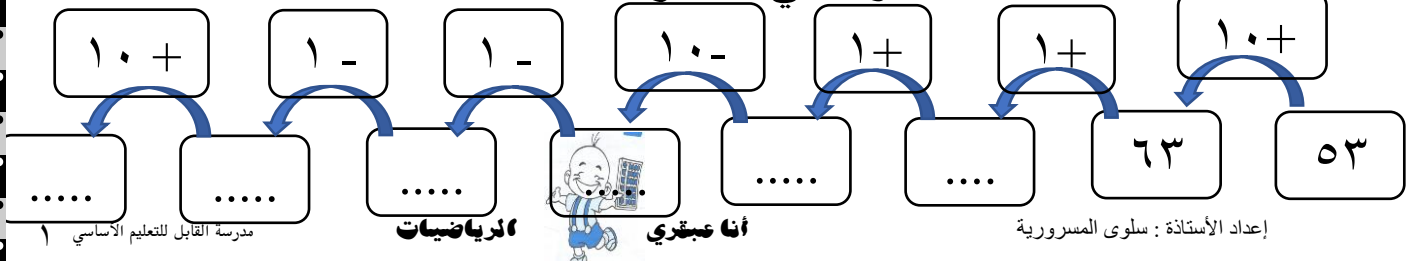 ١٠+ ١+ ١+ ١٠- ١ - ١ - ١٠ +
٥٣ ٦٣ .... ..... ..... ..... ..... .....
إعداد الأستاذة : سلوى المسرورية أنا عبقري الرياضيات مدرسة القابل للتعليم الأساسي ١